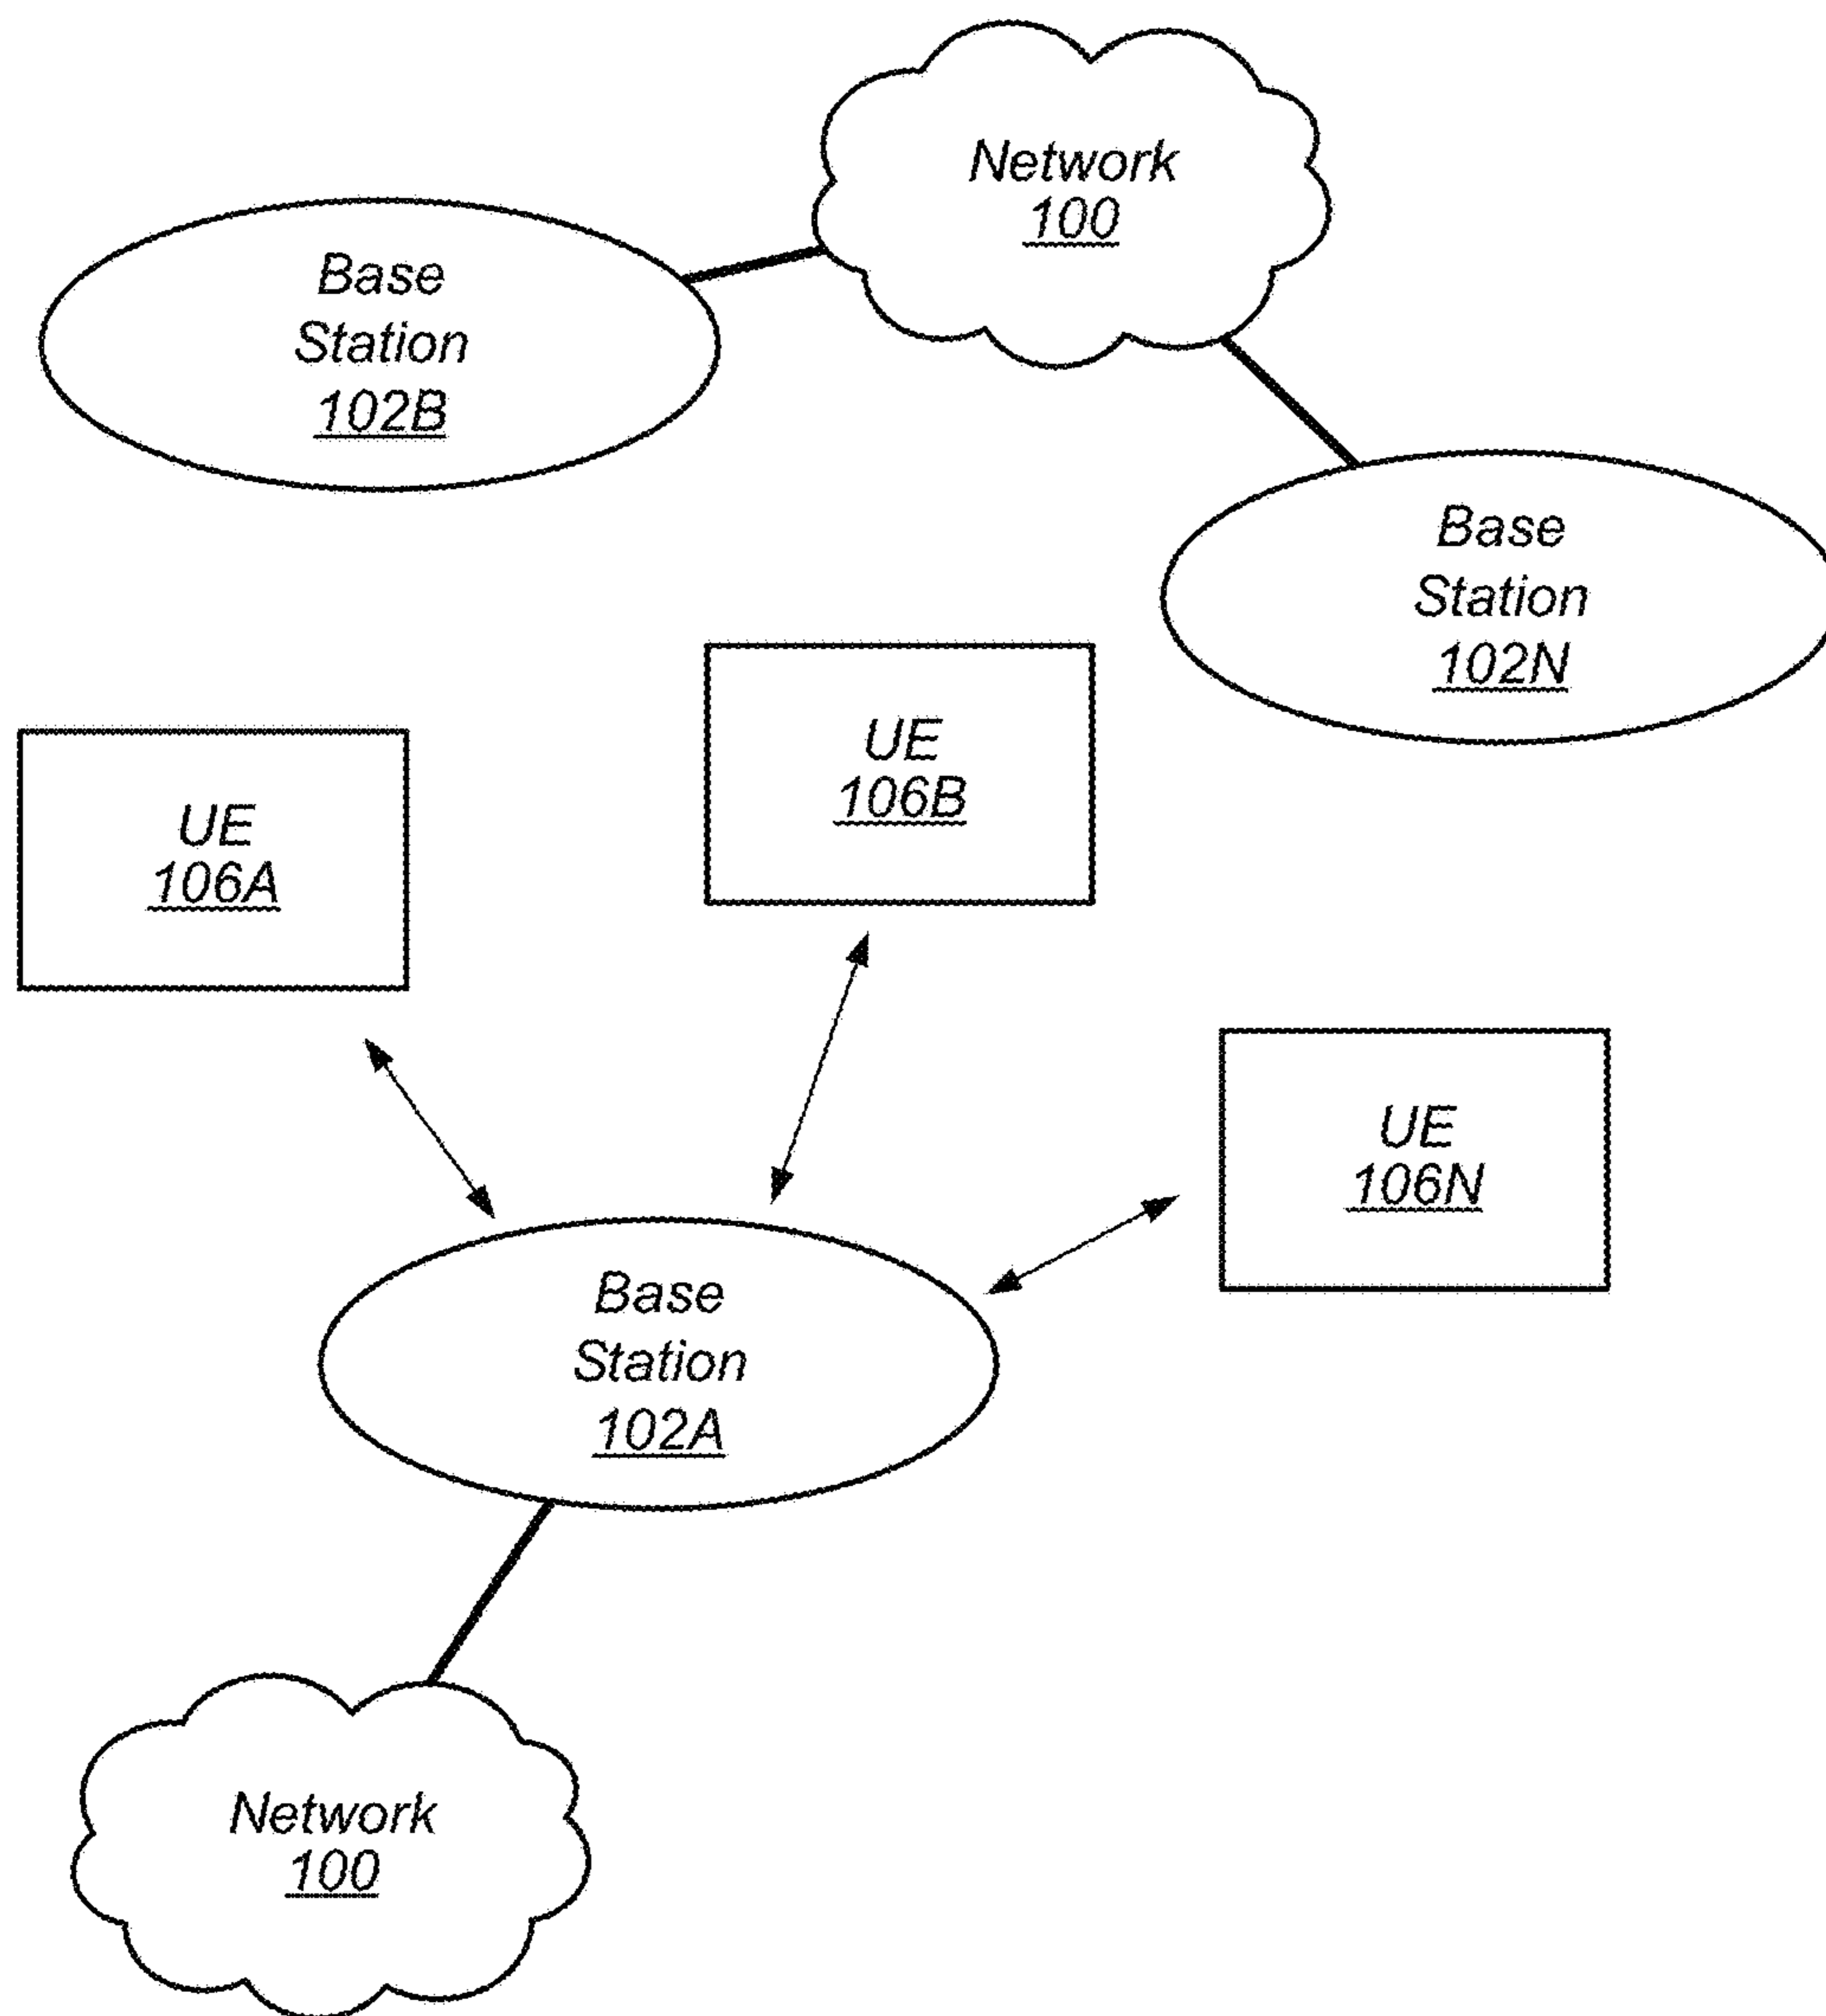 Network
100
Base
Station
102B
Base
Station
102N
UE
106B
UE
106A
UE
106N
Base
Station
102A
Network
100